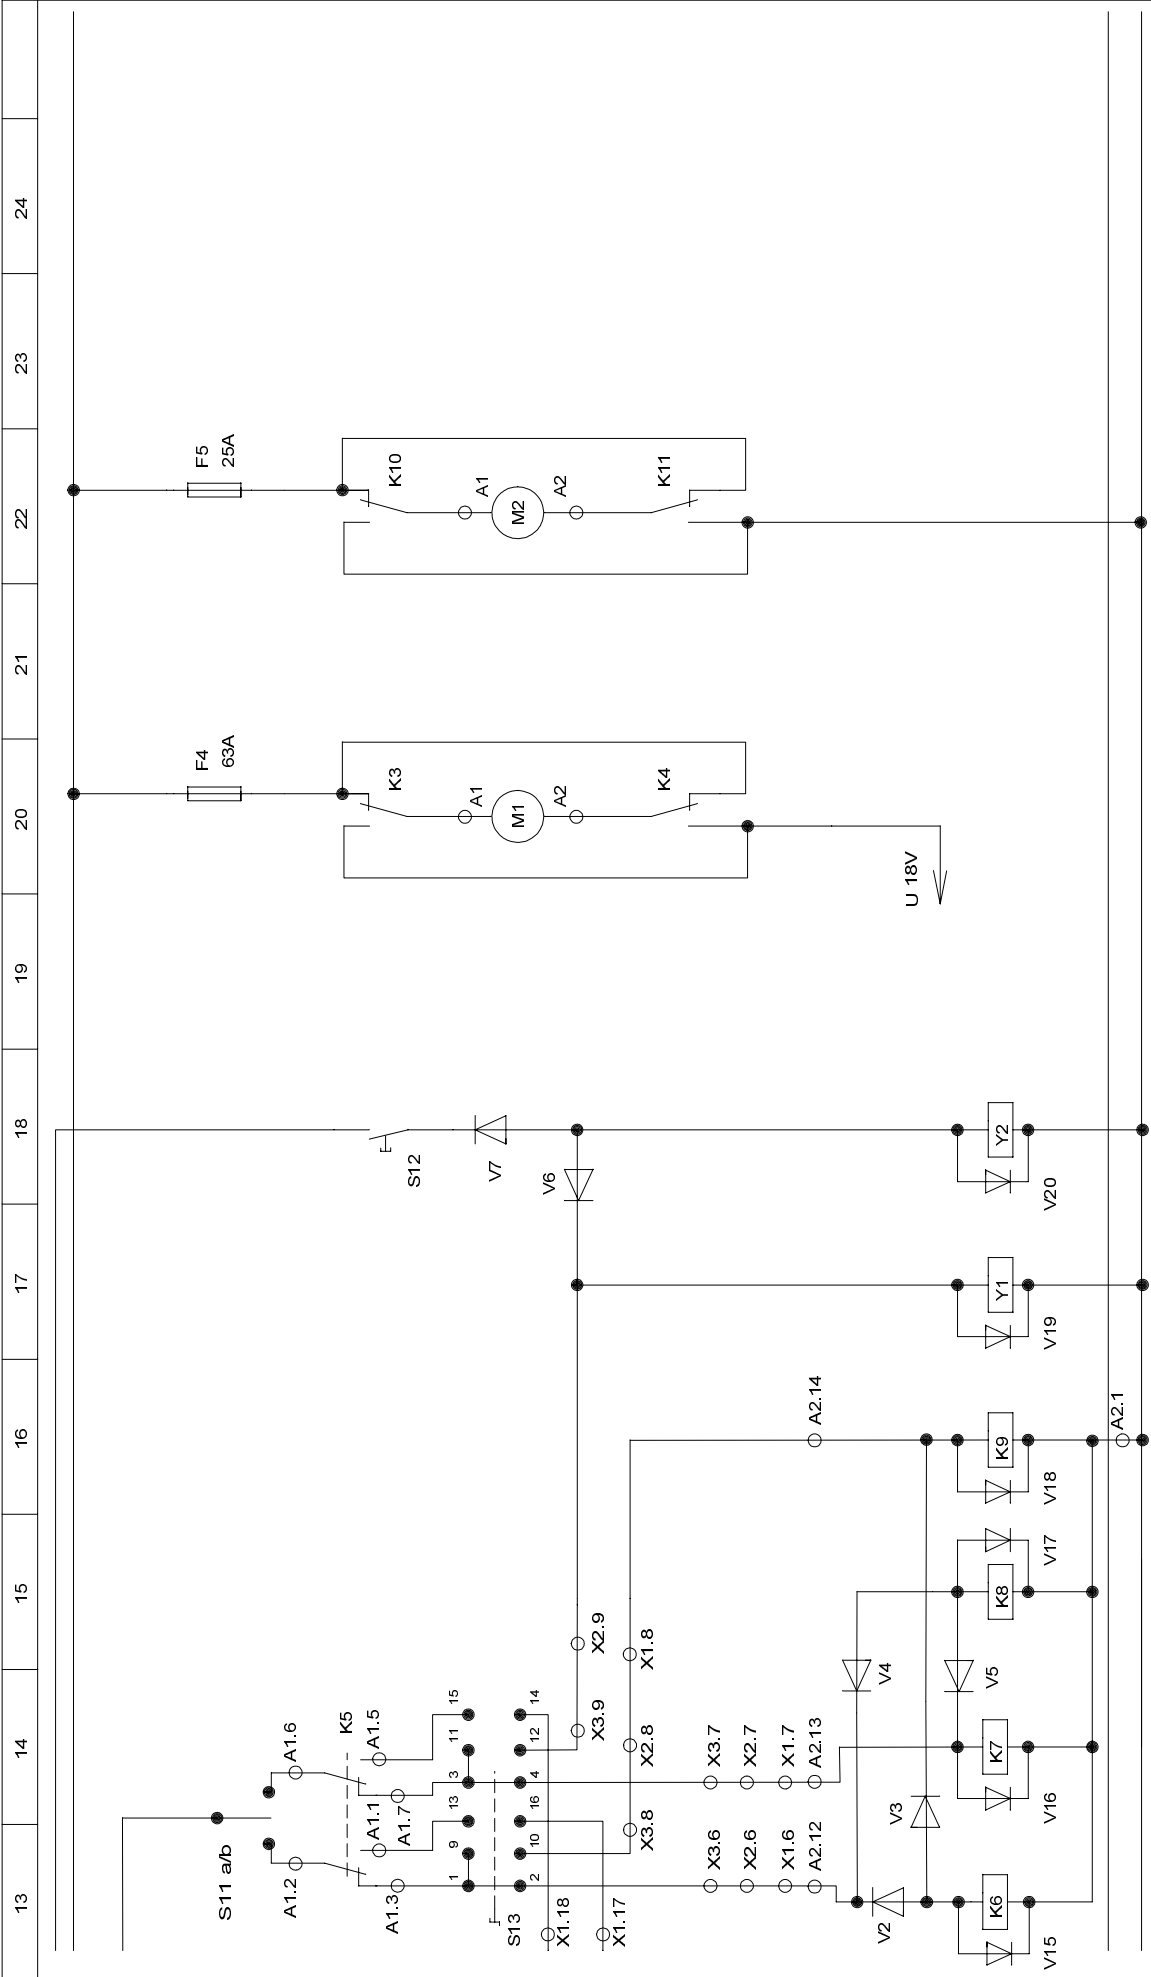 13
14
15
16
17
18
19
20
21
22
23
24
S11 a/b
A1.2
A1.6
K5
A1.3
A1.1
A1.7
A1.5
1
9
13
3
11
15
S13
2
10
16
4
12
14
X1.18
X1.17
X3.8
X2.8
X1.8
X3.9
X2.9
X3.6
X2.6
X1.6
A2.12
X3.7
X2.7
X1.7
A2.13
A2.14
V2
V3
V4
V5
K6
V15
K7
V16
K8
V17
K9
V18
A2.1
Y1
V19
Y2
V20
S12
V7
V6
F4
63A
K3
A1
M1
A2
K4
U 18V
F5
25A
K10
A1
M2
A2
K11